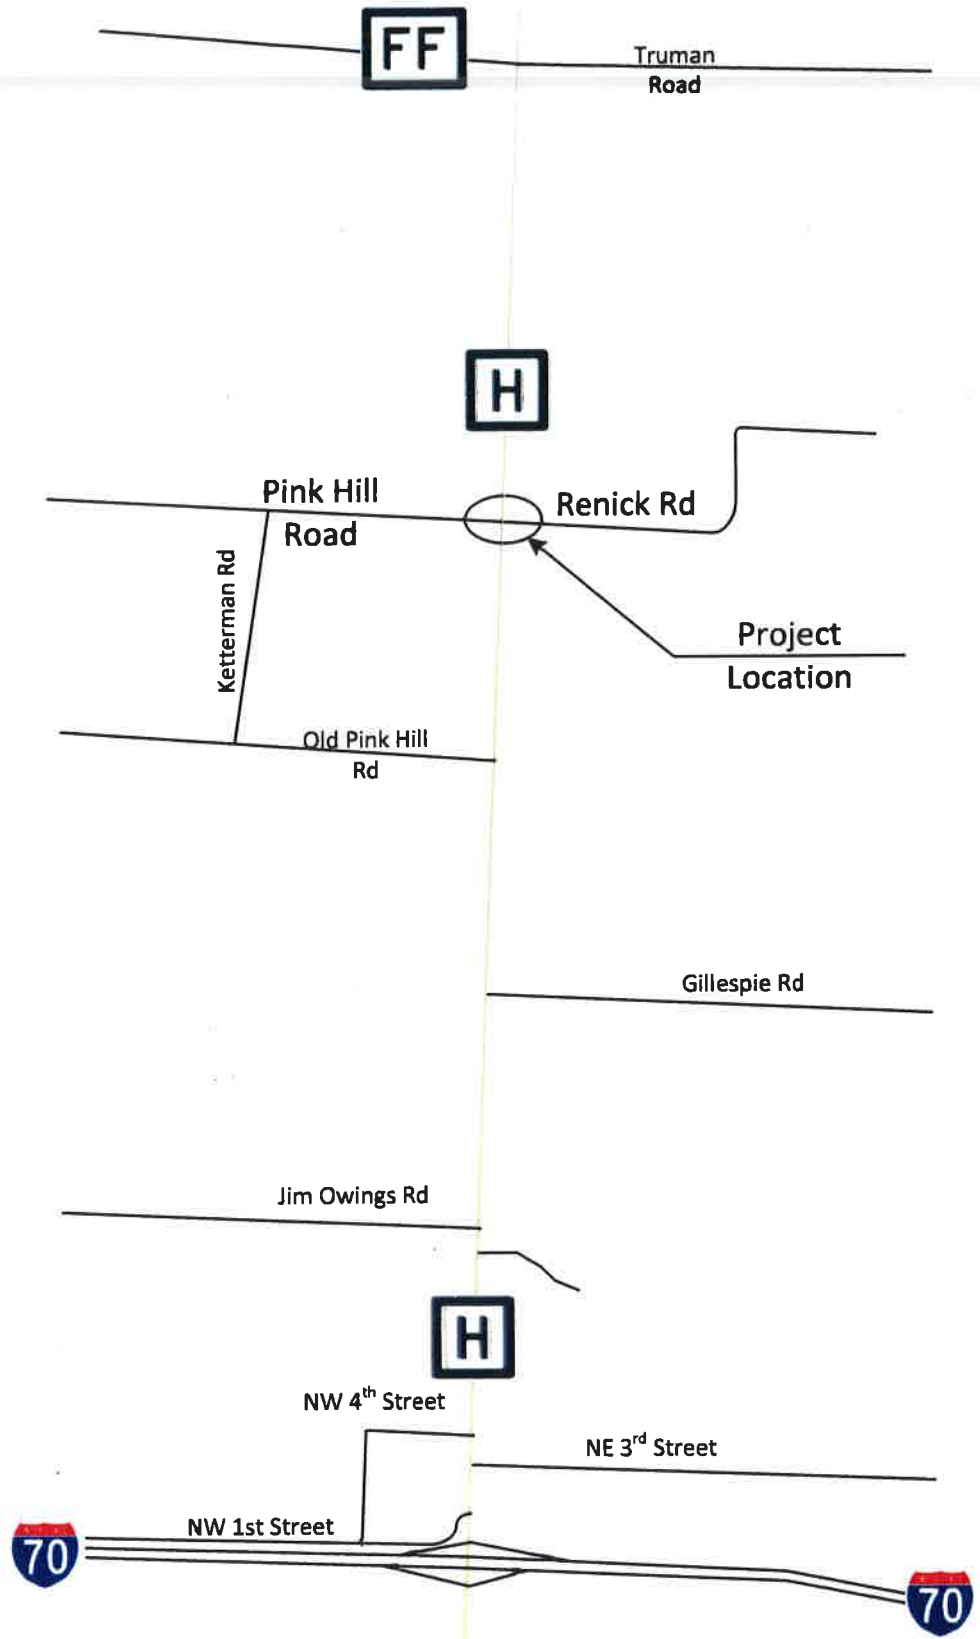 FF
Truman
Road
H
Pink Hill
Road
Renick Rd
Ketterman Rd
Project
Location
Old Pink Hill
Rd
Gillespie Rd
Jim Owings Rd
H
NW 4th Street
NE 3rd Street
NW 1st Street
70
70